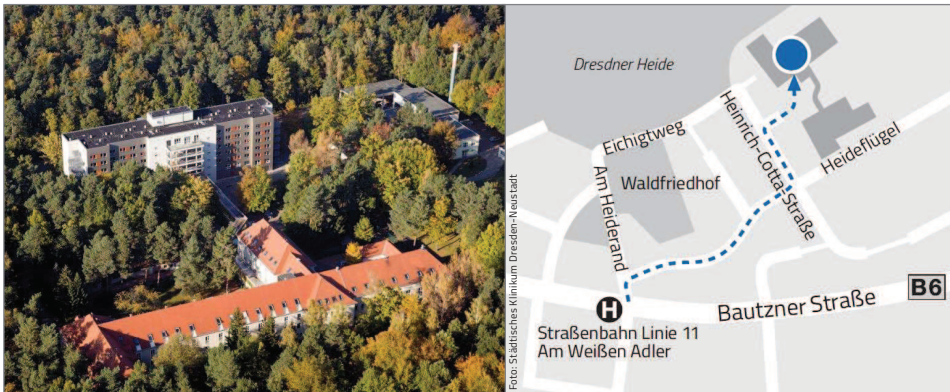 Foto: Städtisches Klinikum Dresden-Neustadt
Dresdner Heide
Eichigtweg
Heinrich-Cotta-Straße
Heideflügel
Waldfriedhof
Am Heiderand
B6
Bautzner Straße
H
Straßenbahn Linie 11
Am Weißen Adler